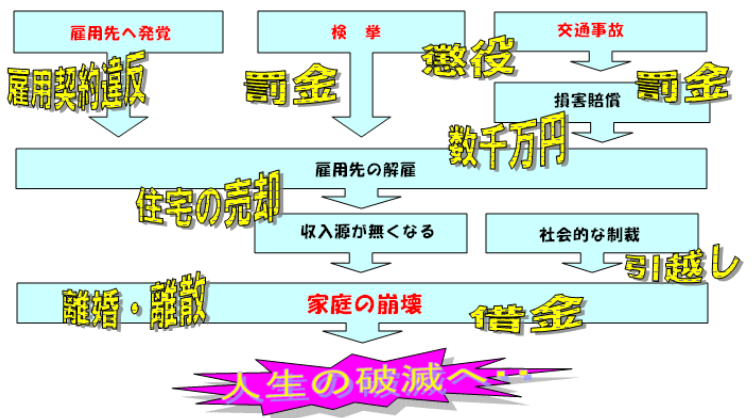 雇用先へ発覚
検 挙
交通事故
雇用契約違反
罰金
懲役
罰金
損害賠償
数千万円
雇用先の解雇
住宅の売却
収入源が無くなる
社会的な制裁
引越し
離婚・離散
家庭の崩壊
借金
人生の破滅へ・・